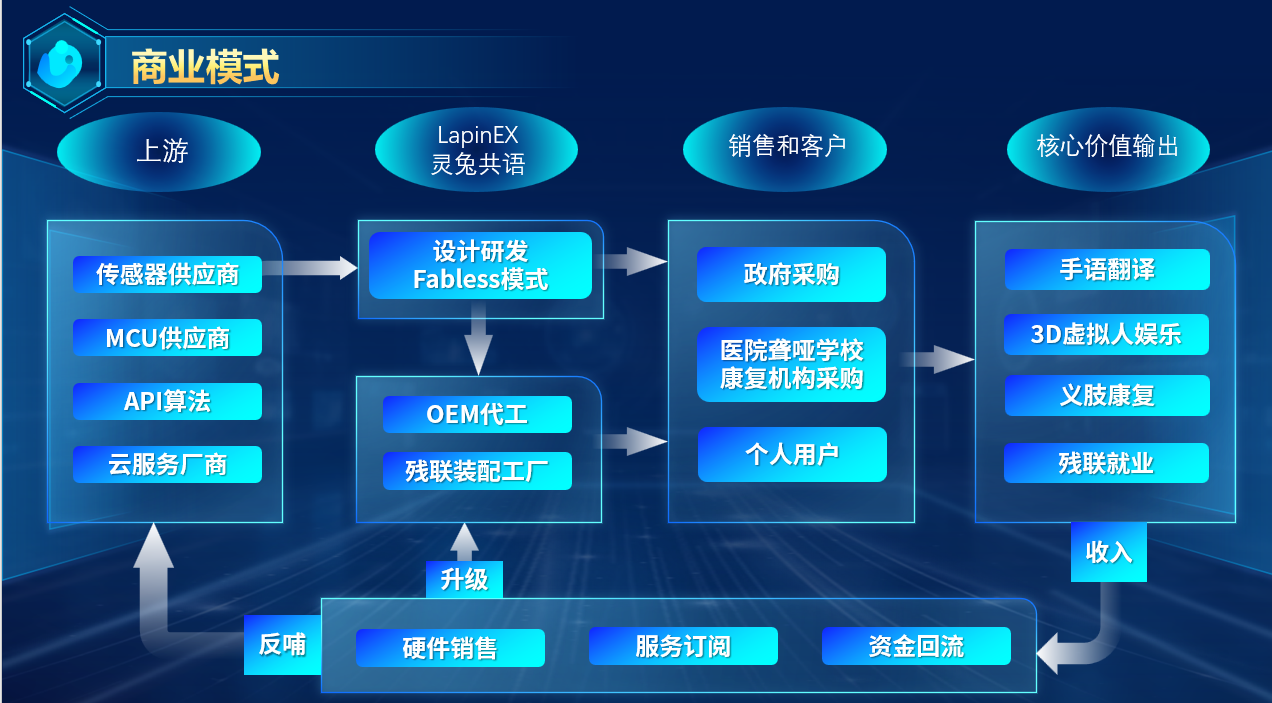 商业模式
上游
LapinEX
灵兔共语
销售和客户
核心价值输出
传感器供应商
MCU供应商
API算法
云服务厂商
设计研发
Fabless模式
OEM代工
残联装配工厂
政府采购
医院聋哑学校
康复机构采购
个人用户
手语翻译
3D虚拟人娱乐
义肢康复
残联就业
收入
升级
反哺
硬件销售
服务订阅
资金回流